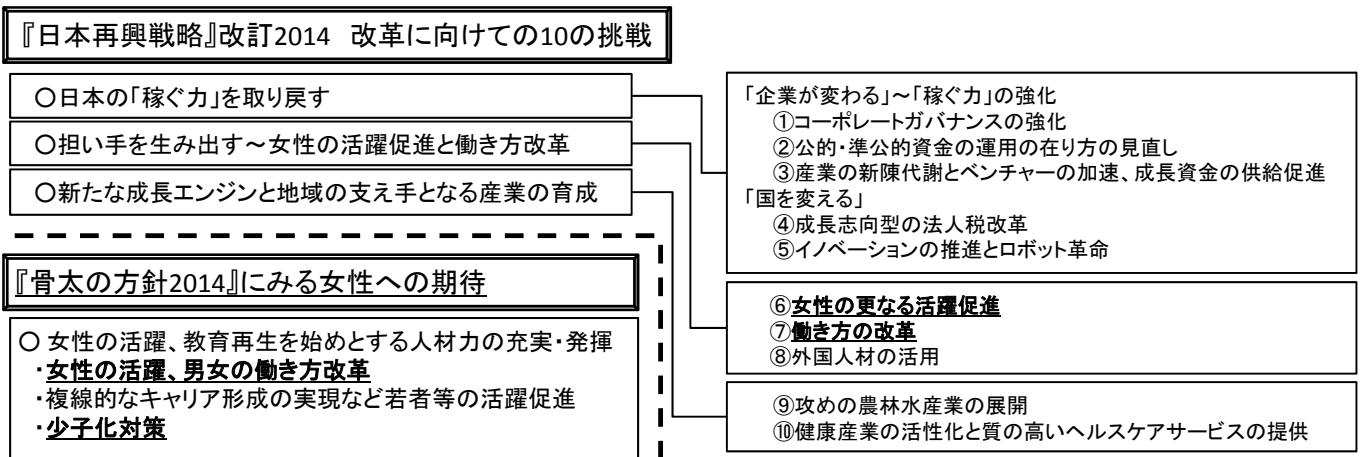 『日本再興戦略』改訂2014　改革に向けての10の挑戦
○日本の「稼ぐ力」を取り戻す
○担い手を生み出す～女性の活躍促進と働き方改革
○新たな成長エンジンと地域の支え手となる産業の育成
「企業が変わる」～「稼ぐ力」の強化
①コーポレートガバナンスの強化
②公的・準公的資金の運用の在り方の見直し
③産業の新陳代謝とベンチャーの加速、成長資金の供給促進
「国を変える」
④成長志向型の法人税改革
⑤イノベーションの推進とロボット革命
⑥女性の更なる活躍促進
⑦働き方の改革
⑧外国人材の活用
⑨攻めの農林水産業の展開
⑩健康産業の活性化と質の高いヘルスケアサービスの提供
『骨太の方針2014』にみる女性への期待
○ 女性の活躍、教育再生を始めとする人材力の充実・発揮
・女性の活躍、男女の働き方改革
・複線的なキャリア形成の実現など若者等の活躍促進
・少子化対策